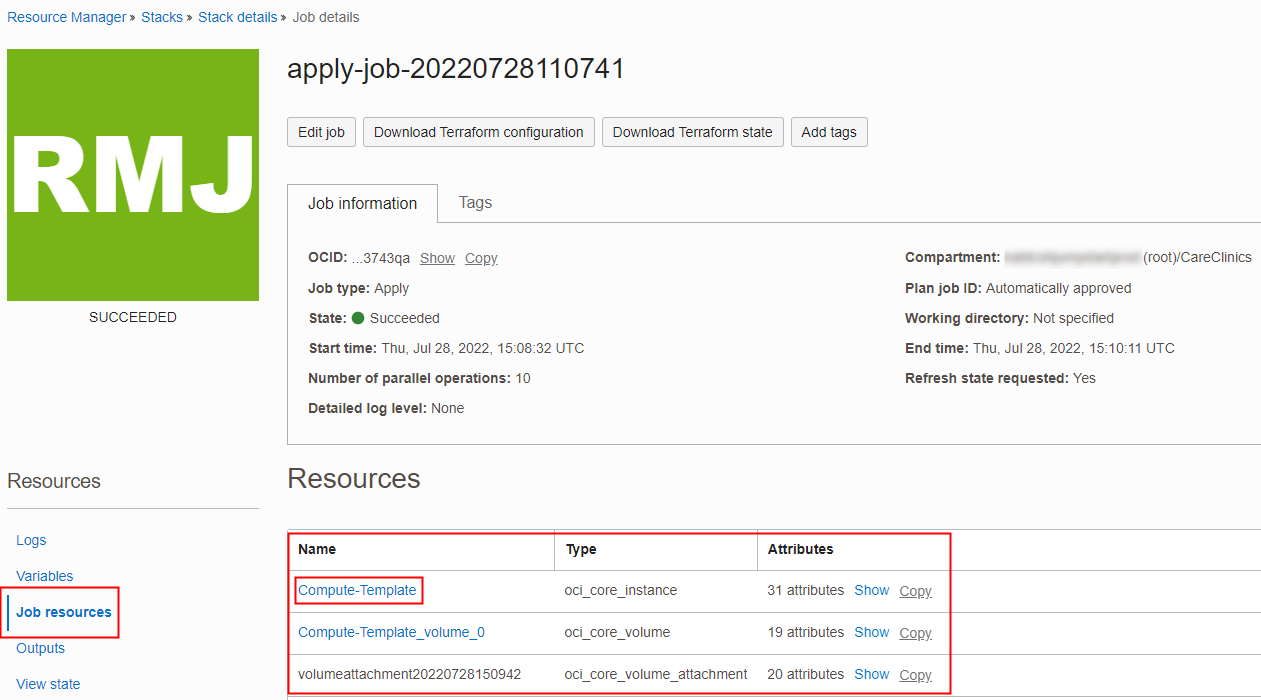 Resource Manager » Stacks » Stack details » Job details
RMJ
SUCCEEDED
apply-job-20220728110741
Edit job Download Terraform configuration Download Terraform state Add tags
Job information Tags
OCID: ...3743qa Show Copy
Job type: Apply
State: Succeeded
Start time: Thu, Jul 28, 2022, 15:08:32 UTC
Number of parallel operations: 10
Detailed log level: None
Compartment: (root)/CareClinics
Plan job ID: Automatically approved
Working directory: Not specified
End time: Thu, Jul 28, 2022, 15:10:11 UTC
Refresh state requested: Yes
Resources
Logs
Variables
Job resources
Outputs
View state
Resources
Name Type Attributes
Compute-Template oci_core_instance 31 attributes Show Copy
Compute-Template_volume_0 oci_core_volume 19 attributes Show Copy
volumeattachment20220728150942 oci_core_volume_attachment 20 attributes Show Copy